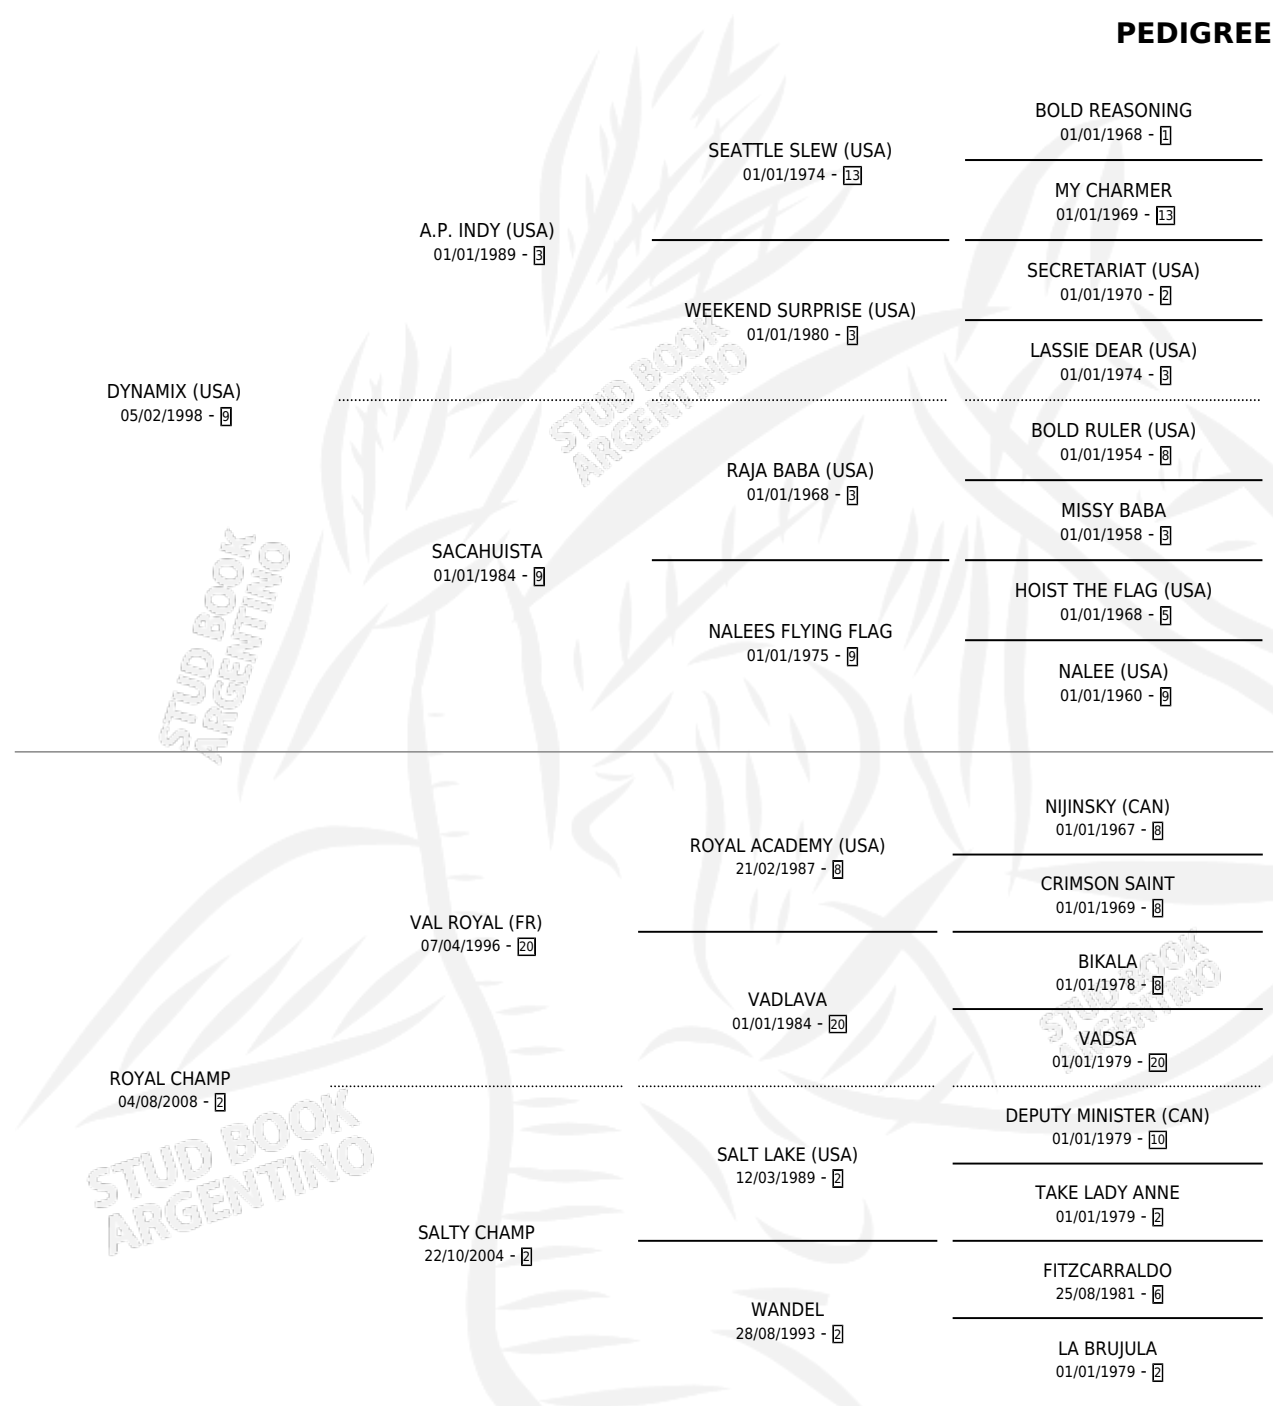 PEDIGREE
BOLD REASONING
01/01/1968 - 1
SEATTLE SLEW (USA)
01/01/1974 - 13
MY CHARMER
01/01/1969 - 13
A.P. INDY (USA)
01/01/1989 - 3
SECRETARIAT (USA)
01/01/1970 - 2
WEEKEND SURPRISE (USA)
01/01/1980 - 3
LASSIE DEAR (USA)
01/01/1974 - 3
DYNAMIX (USA)
05/02/1998 - 9
BOLD RULER (USA)
01/01/1954 - 8
RAJA BABA (USA)
01/01/1968 - 3
MISSY BABA
01/01/1958 - 3
SACAHUISTA
01/01/1984 - 9
HOIST THE FLAG (USA)
01/01/1968 - 5
NALEES FLYING FLAG
01/01/1975 - 9
NALEE (USA)
01/01/1960 - 9
NIJINSKY (CAN)
01/01/1967 - 8
ROYAL ACADEMY (USA)
21/02/1987 - 8
CRIMSON SAINT
01/01/1969 - 8
VAL ROYAL (FR)
07/04/1996 - 20
BIKALA
01/01/1978 - 8
VADLAVA
01/01/1984 - 20
VADSA
01/01/1979 - 20
ROYAL CHAMP
04/08/2008 - 2
DEPUTY MINISTER (CAN)
01/01/1979 - 10
SALT LAKE (USA)
12/03/1989 - 2
TAKE LADY ANNE
01/01/1979 - 2
SALTY CHAMP
22/10/2004 - 2
FITZCARRALDO
25/08/1981 - 6
WANDEL
28/08/1993 - 2
LA BRUJULA
01/01/1979 - 2
STUD BOOK
ARGENTINO
STUD BOOK
ARGENTINO
STUD BOOK
ARGENTINO
STUD BOOK
ARGENTINO